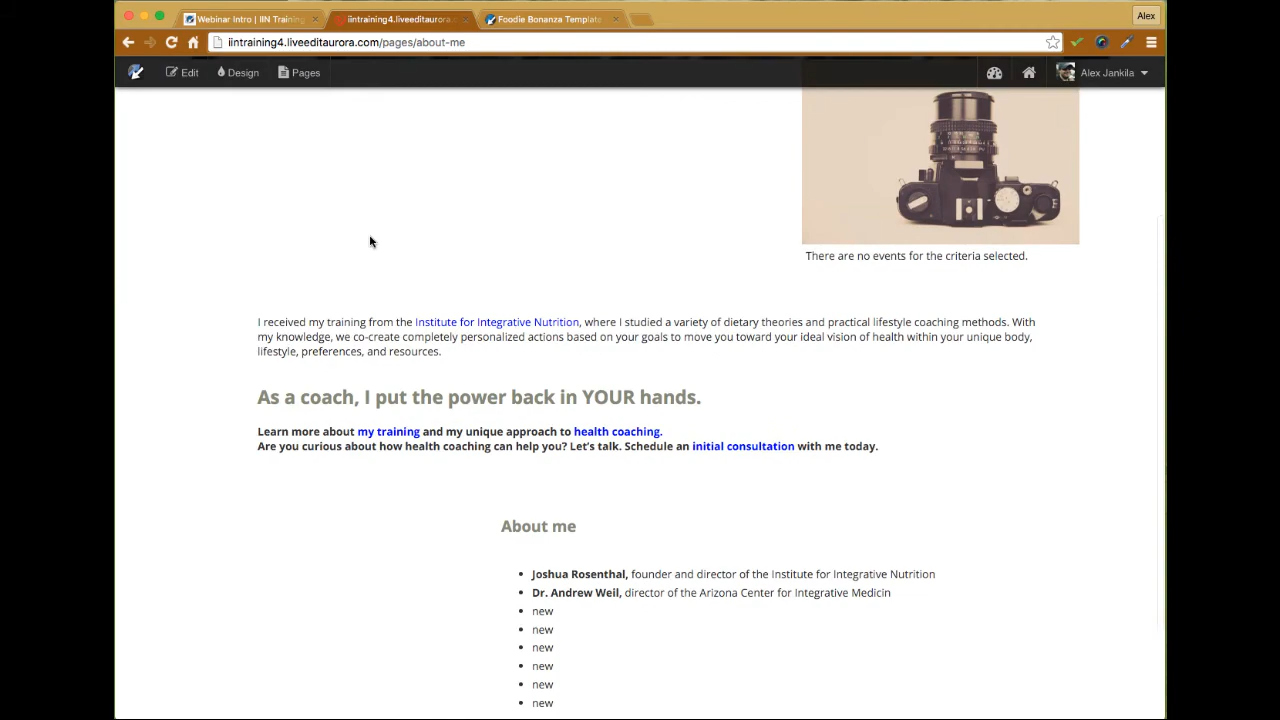 Alex
Webinar Intro | IIN Training
iintraining4.liveeditaurora.c
Foodie Bonanza Template
iintraining4.liveeditaurora.com/pages/about-me
Edit
Design
Pages
Alex Jankila
There are no events for the criteria selected.
I received my training from the Institute for Integrative Nutrition, where I studied a variety of dietary theories and practical lifestyle coaching methods. With
my knowledge, we co-create completely personalized actions based on your goals to move you toward your ideal vision of health within your unique body,
lifestyle, preferences, and resources.
As a coach, I put the power back in YOUR hands.
Learn more about my training and my unique approach to health coaching.
Are you curious about how health coaching can help you? Let’s talk. Schedule an initial consultation with me today.
About me
• Joshua Rosenthal, founder and director of the Institute for Integrative Nutrition
• Dr. Andrew Weil, director of the Arizona Center for Integrative Medicin
• new
• new
• new
• new
• new
• new